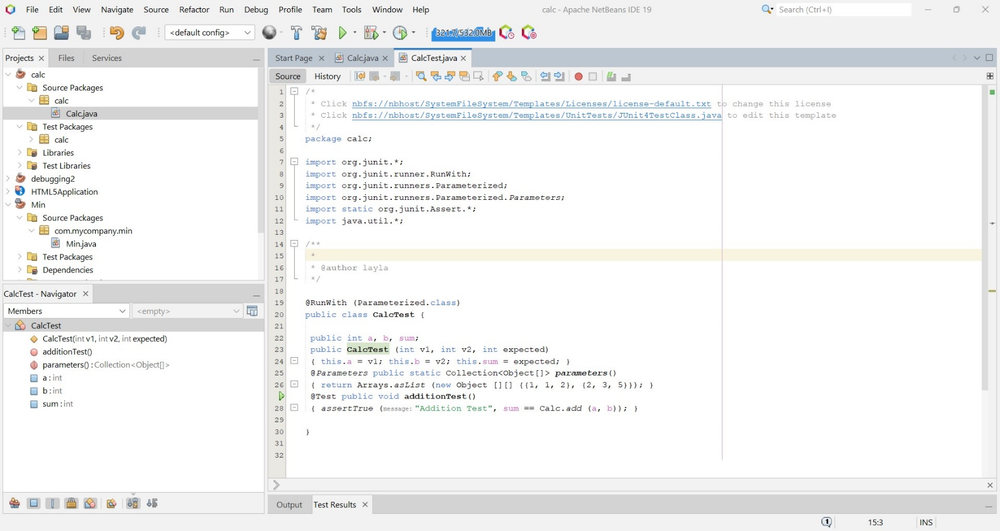 File Edit View Navigate Source Refactor Run Debug Profile Team Tools Window Help
calc - Apache NetBeans IDE 19
Search (Ctrl+I)
<default config>
321.7/532.0MB
Projects Files Services
calc
Source Packages
calc
Calc.java
Test Packages
calc
Libraries
Test Libraries
debugging2
HTML5Application
Min
Source Packages
com.mycompany.min
Min.java
Test Packages
Dependencies
CalcTest - Navigator
Members <empty>
CalcTest
CalcTest(int v1, int v2, int expected)
additionTest()
parameters() : Collection<Object[]>
a : int
b : int
sum : int
Start Page Calc.java CalcTest.java
Source History
1 /*
2 * Click nbfs://nbhost/SystemFileSystem/Templates/Licenses/license-default.txt to change this license
3 * Click nbfs://nbhost/SystemFileSystem/Templates/UnitTests/JUnit4TestClass.java to edit this template
4 */
5 package calc;
6
7 import org.junit.*;
8 import org.junit.runner.RunWith;
9 import org.junit.runners.Parameterized;
10 import org.junit.runners.Parameterized.Parameters;
11 import static org.junit.Assert.*;
12 import java.util.*;
13
14 /**
15 *
16 * @author layla
17 */
18
19 @RunWith (Parameterized.class)
20 public class CalcTest {
21
22 public int a, b, sum;
23 public CalcTest (int v1, int v2, int expected)
24 { this.a = v1; this.b = v2; this.sum = expected; }
25 @Parameters public static Collection<Object[]> parameters()
26 { return Arrays.asList (new Object [][] {{1, 1, 2}, {2, 3, 5}}); }
@Test public void additionTest()
28 { assertTrue (message: "Addition Test", sum == Calc.add (a, b)); }
29
30 }
31
32
Output Test Results
1 15:3 INS